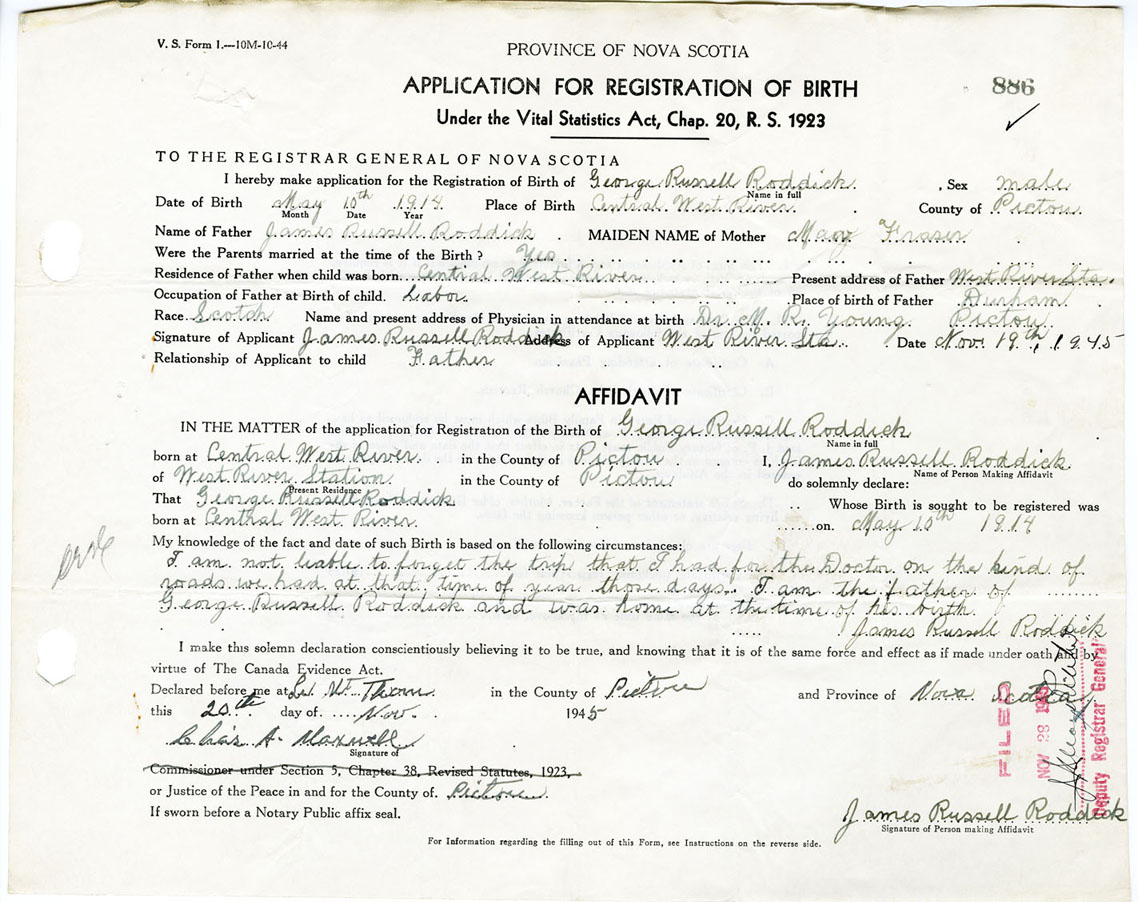 V. S. Form 1.—10M-10-44
PROVINCE OF NOVA SCOTIA
APPLICATION FOR REGISTRATION OF BIRTH
886
Under the Vital Statistics Act, Chap. 20, R. S. 1923
TO THE REGISTRAR GENERAL OF NOVA SCOTIA
I hereby make application for the Registration of Birth of George Russell Roddick , Sex male
Name in full
Date of Birth May 10th 1914 Place of Birth Central West River County of Pictou
Month Date Year
Name of Father James Russell Roddick MAIDEN NAME of Mother Mary Fraser
Were the Parents married at the time of the Birth ? Yes
Residence of Father when child was born Central West River Present address of Father West River Sta.
Occupation of Father at Birth of child. Labor Place of birth of Father Durham
Race Scotch Name and present address of Physician in attendance at birth Dr. M. R. Young Pictou
Signature of Applicant James Russell Roddick Address of Applicant West River Sta Date Nov. 19th, 1945
Relationship of Applicant to child Father
AFFIDAVIT
IN THE MATTER of the application for Registration of the Birth of George Russell Roddick
Name in full
born at Central West River in the County of Pictou I, James Russell Roddick
Name of Person Making Affidavit
of West River Station in the County of Pictou do solemnly declare:
Present Residence
That George Russell Roddick Whose Birth is sought to be registered was
born at Central West River on May 10th 1914
My knowledge of the fact and date of such Birth is based on the following circumstances:
I am not liable to forget the trip that I had for the Doctor on the kind of
roads we had at that time of year those days. I am the father of
George Russell Roddick and was home at the time of his birth
James Russell Roddick
I make this solemn declaration conscientiously believing it to be true, and knowing that it is of the same force and effect as if made under oath and by
virtue of The Canada Evidence Act.
Declared before me at Thom in the County of Pictou and Province of Nova Scotia
this 20th day of Nov. 1945
Chas A. Maxwell
Signature of
Commissioner under Section 5, Chapter 38, Revised Statutes, 1923,
or Justice of the Peace in and for the County of. Pictou
If sworn before a Notary Public affix seal.
James Russell Roddick
Signature of Person making Affidavit
For Information regarding the filling out of this Form, see Instructions on the reverse side.
FILED
NOV 28 1945
Deputy Registrar General